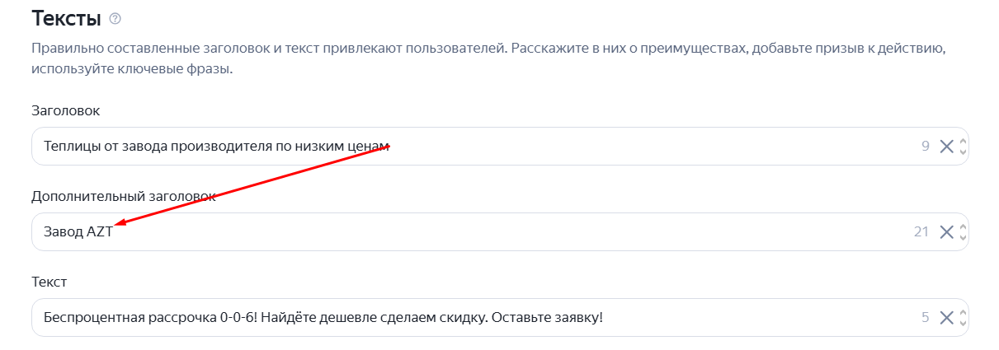 Тексты ?
Правильно составленные заголовок и текст привлекают пользователей. Расскажите в них о преимуществах, добавьте призыв к действию,
используйте ключевые фразы.
Заголовок
Теплицы от завода производителя по низким ценам 9
Дополнительный заголовок
Завод AZT 21
Текст
Беспроцентная рассрочка 0-0-6! Найдёте дешевле сделаем скидку. Оставьте заявку! 5